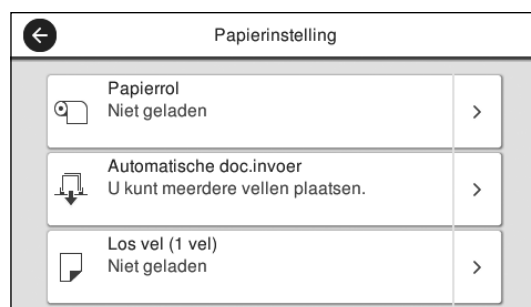 Papierinstelling
Papierrol
Niet geladen
Automatische doc.invoer
U kunt meerdere vellen plaatsen.
Los vel (1 vel)
Niet geladen